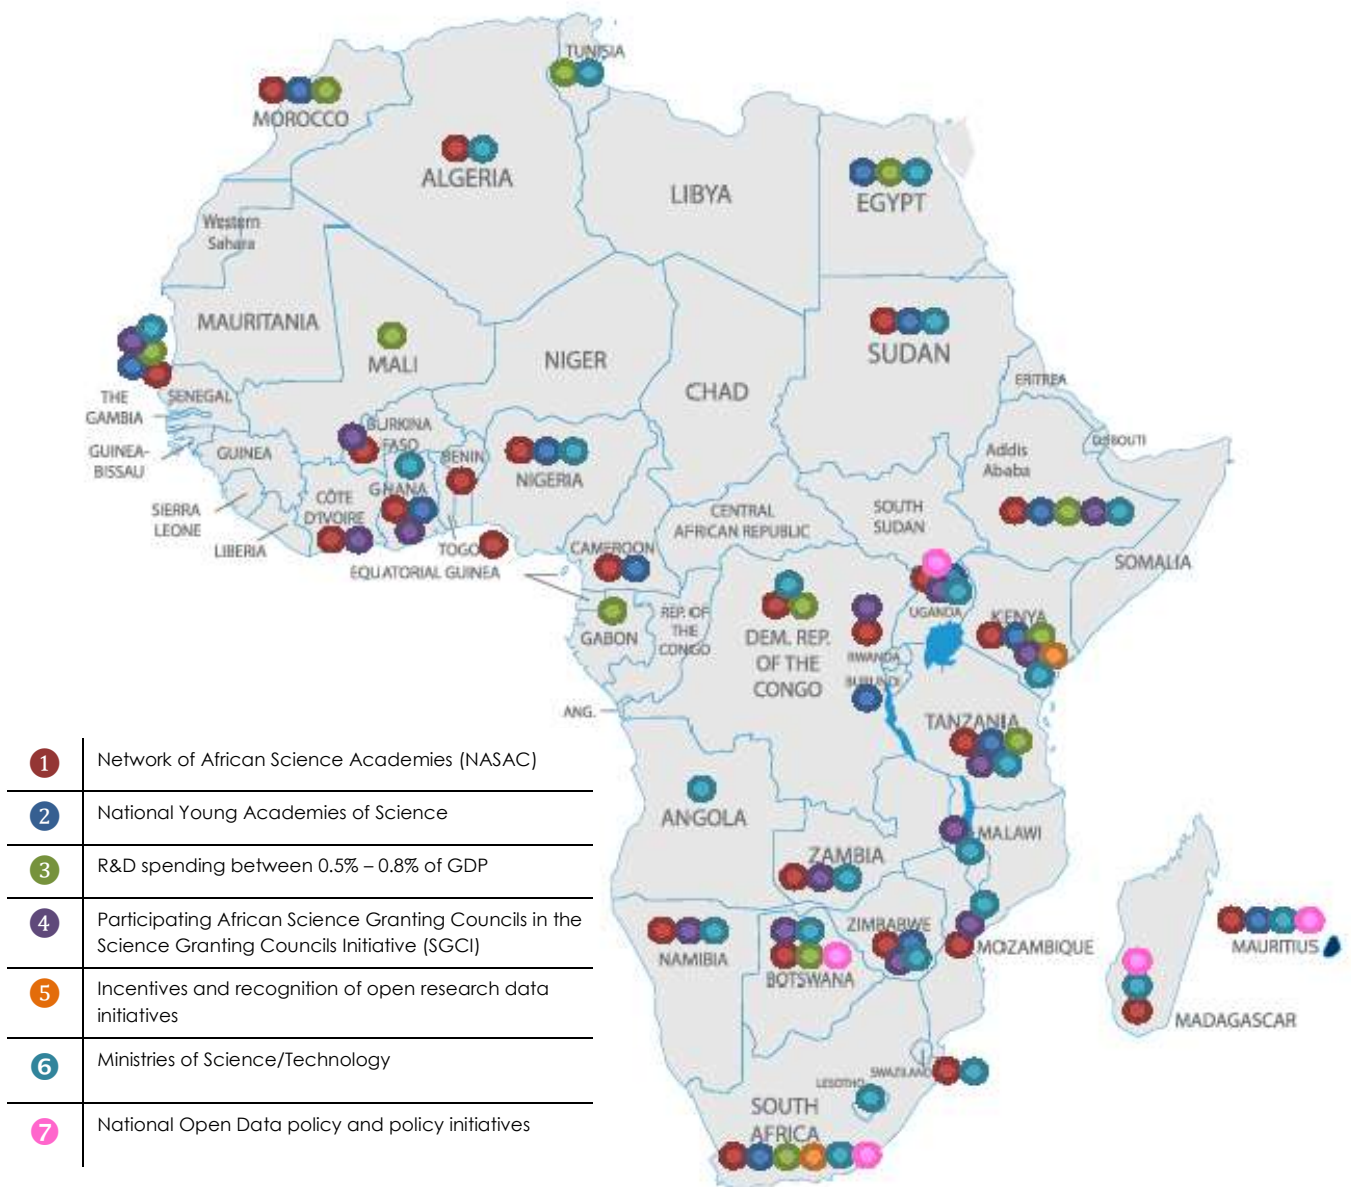 TUNISIA
MOROCCO
ALGERIA
LIBYA
EGYPT
Western
Sahara
MAURITANIA
MALI
NIGER
CHAD
SUDAN
ERITREA
THE
GAMBIA
SENEGAL
GUINEA-
BISSAU
GUINEA
BURKINA
FASO
BENIN
NIGERIA
Addis
Ababa
DJIBOUTI
SIERRA
LEONE
CÔTE
D'IVOIRE
GHANA
LIBERIA
TOGO
CENTRAL
AFRICAN REPUBLIC
SOUTH
SUDAN
SOMALIA
EQUATORIAL GUINEA
CAMEROON
GABON
REP. OF
THE
CONGO
DEM. REP.
OF THE
CONGO
UGANDA
KENYA
RWANDA
BURUNDI
ANG.
TANZANIA
ANGOLA
ZAMBIA
MALAWI
NAMIBIA
BOTSWANA
ZIMBABWE
MOZAMBIQUE
MAURITIUS
MADAGASCAR
SWAZILAND
LESOTHO
SOUTH
AFRICA
1 Network of African Science Academies (NASAC)
2 National Young Academies of Science
3 R&D spending between 0.5% – 0.8% of GDP
4 Participating African Science Granting Councils in the
Science Granting Councils Initiative (SGCI)
5 Incentives and recognition of open research data
initiatives
6 Ministries of Science/Technology
7 National Open Data policy and policy initiatives